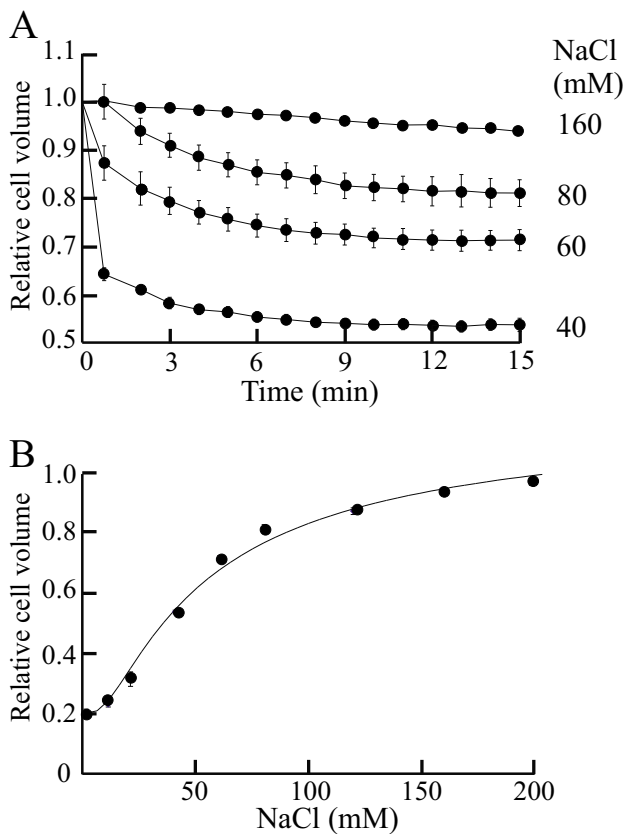 A
Relative cell volume
1.1
1.0
0.9
0.8
0.7
0.6
0.5
0 3 6 9 12 15
Time (min)
NaCl
(mM)
160
80
60
40
B
Relative cell volume
1.0
0.8
0.6
0.4
0.2
0
50 100 150 200
NaCl (mM)